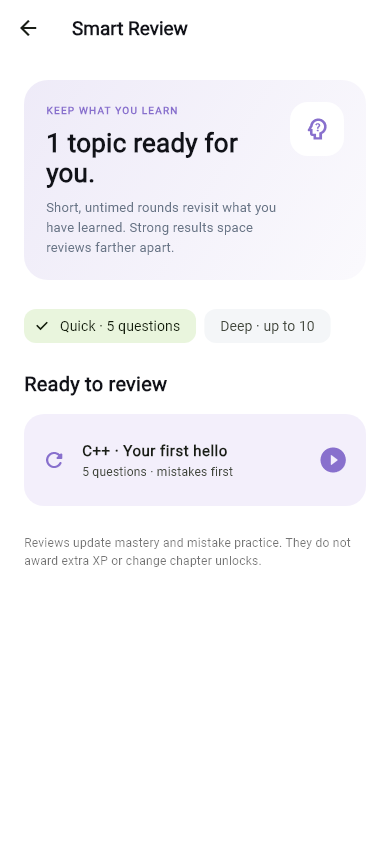 Smart Review
KEEP WHAT YOU LEARN
1 topic ready for
you.
Short, untimed rounds revisit what you
have learned. Strong results space
reviews farther apart.
Quick · 5 questions
Deep · up to 10
Ready to review
C++ · Your first hello
5 questions · mistakes first
Reviews update mastery and mistake practice. They do not
award extra XP or change chapter unlocks.